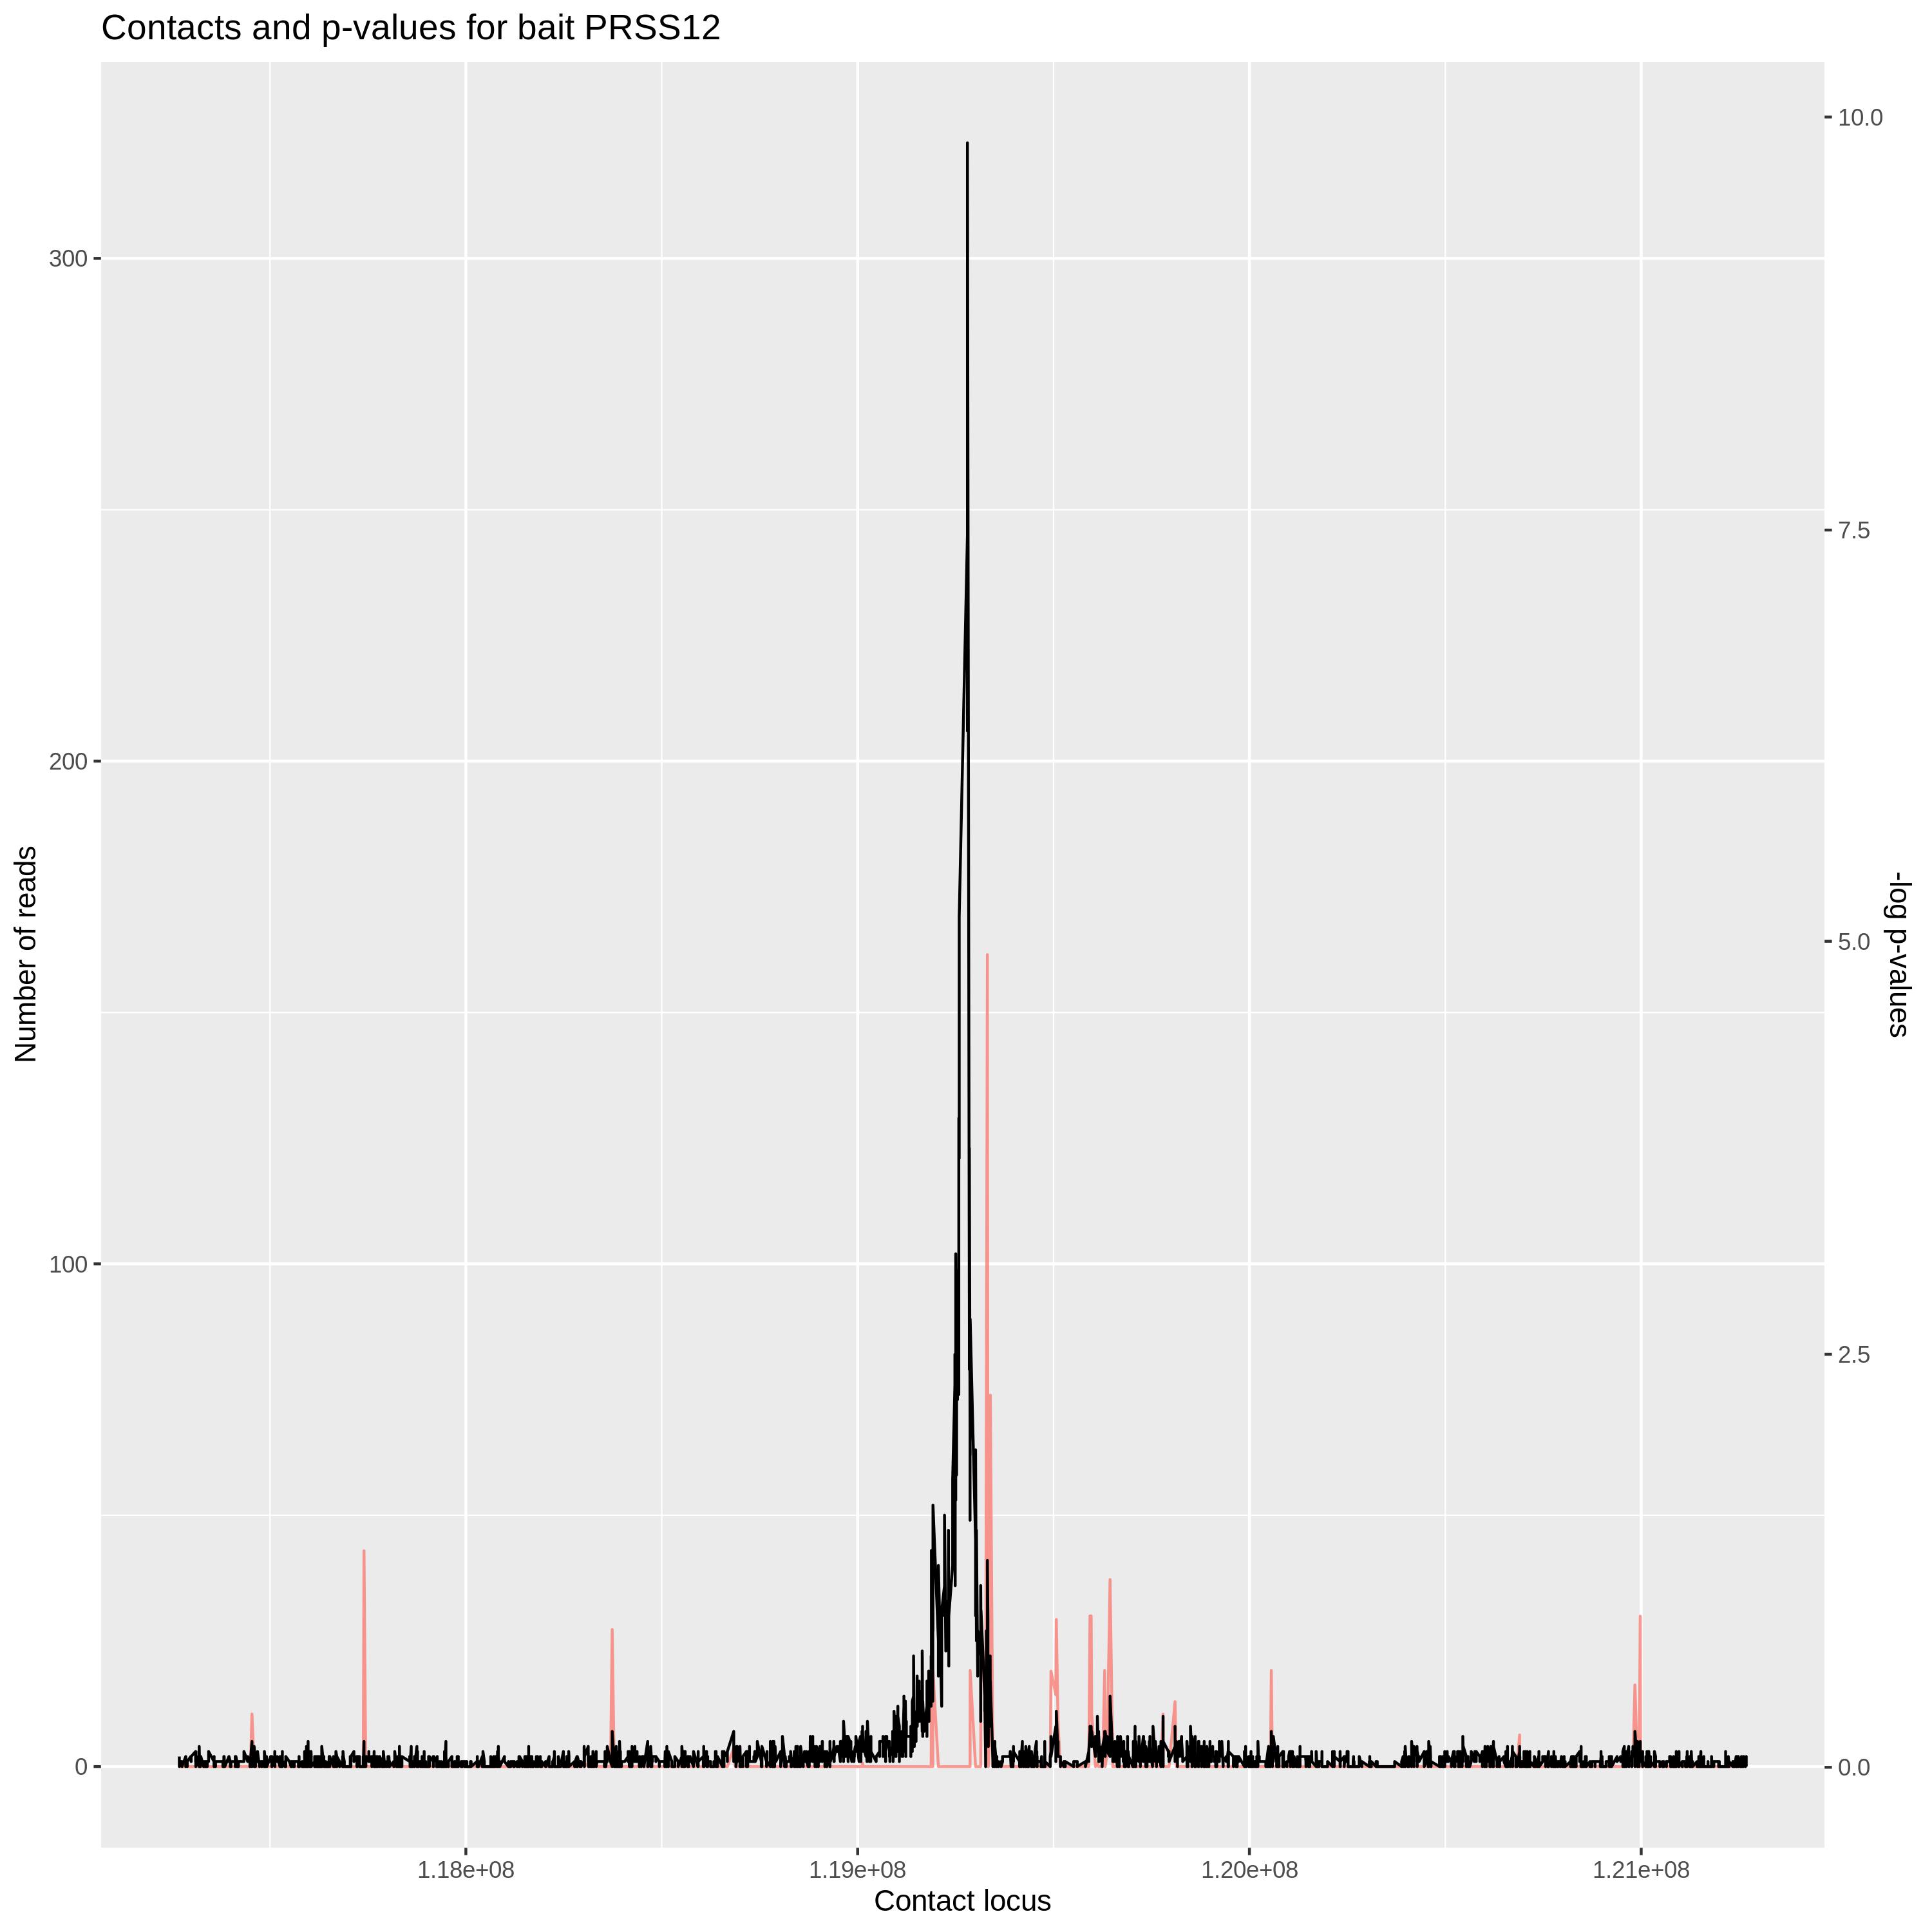 Contacts and p-values for bait PRSS12
Number of reads
300
200
100
0
10.0
7.5
5.0
2.5
0.0
-log p-values
1.18e+08
1.19e+08
1.20e+08
1.21e+08
Contact locus